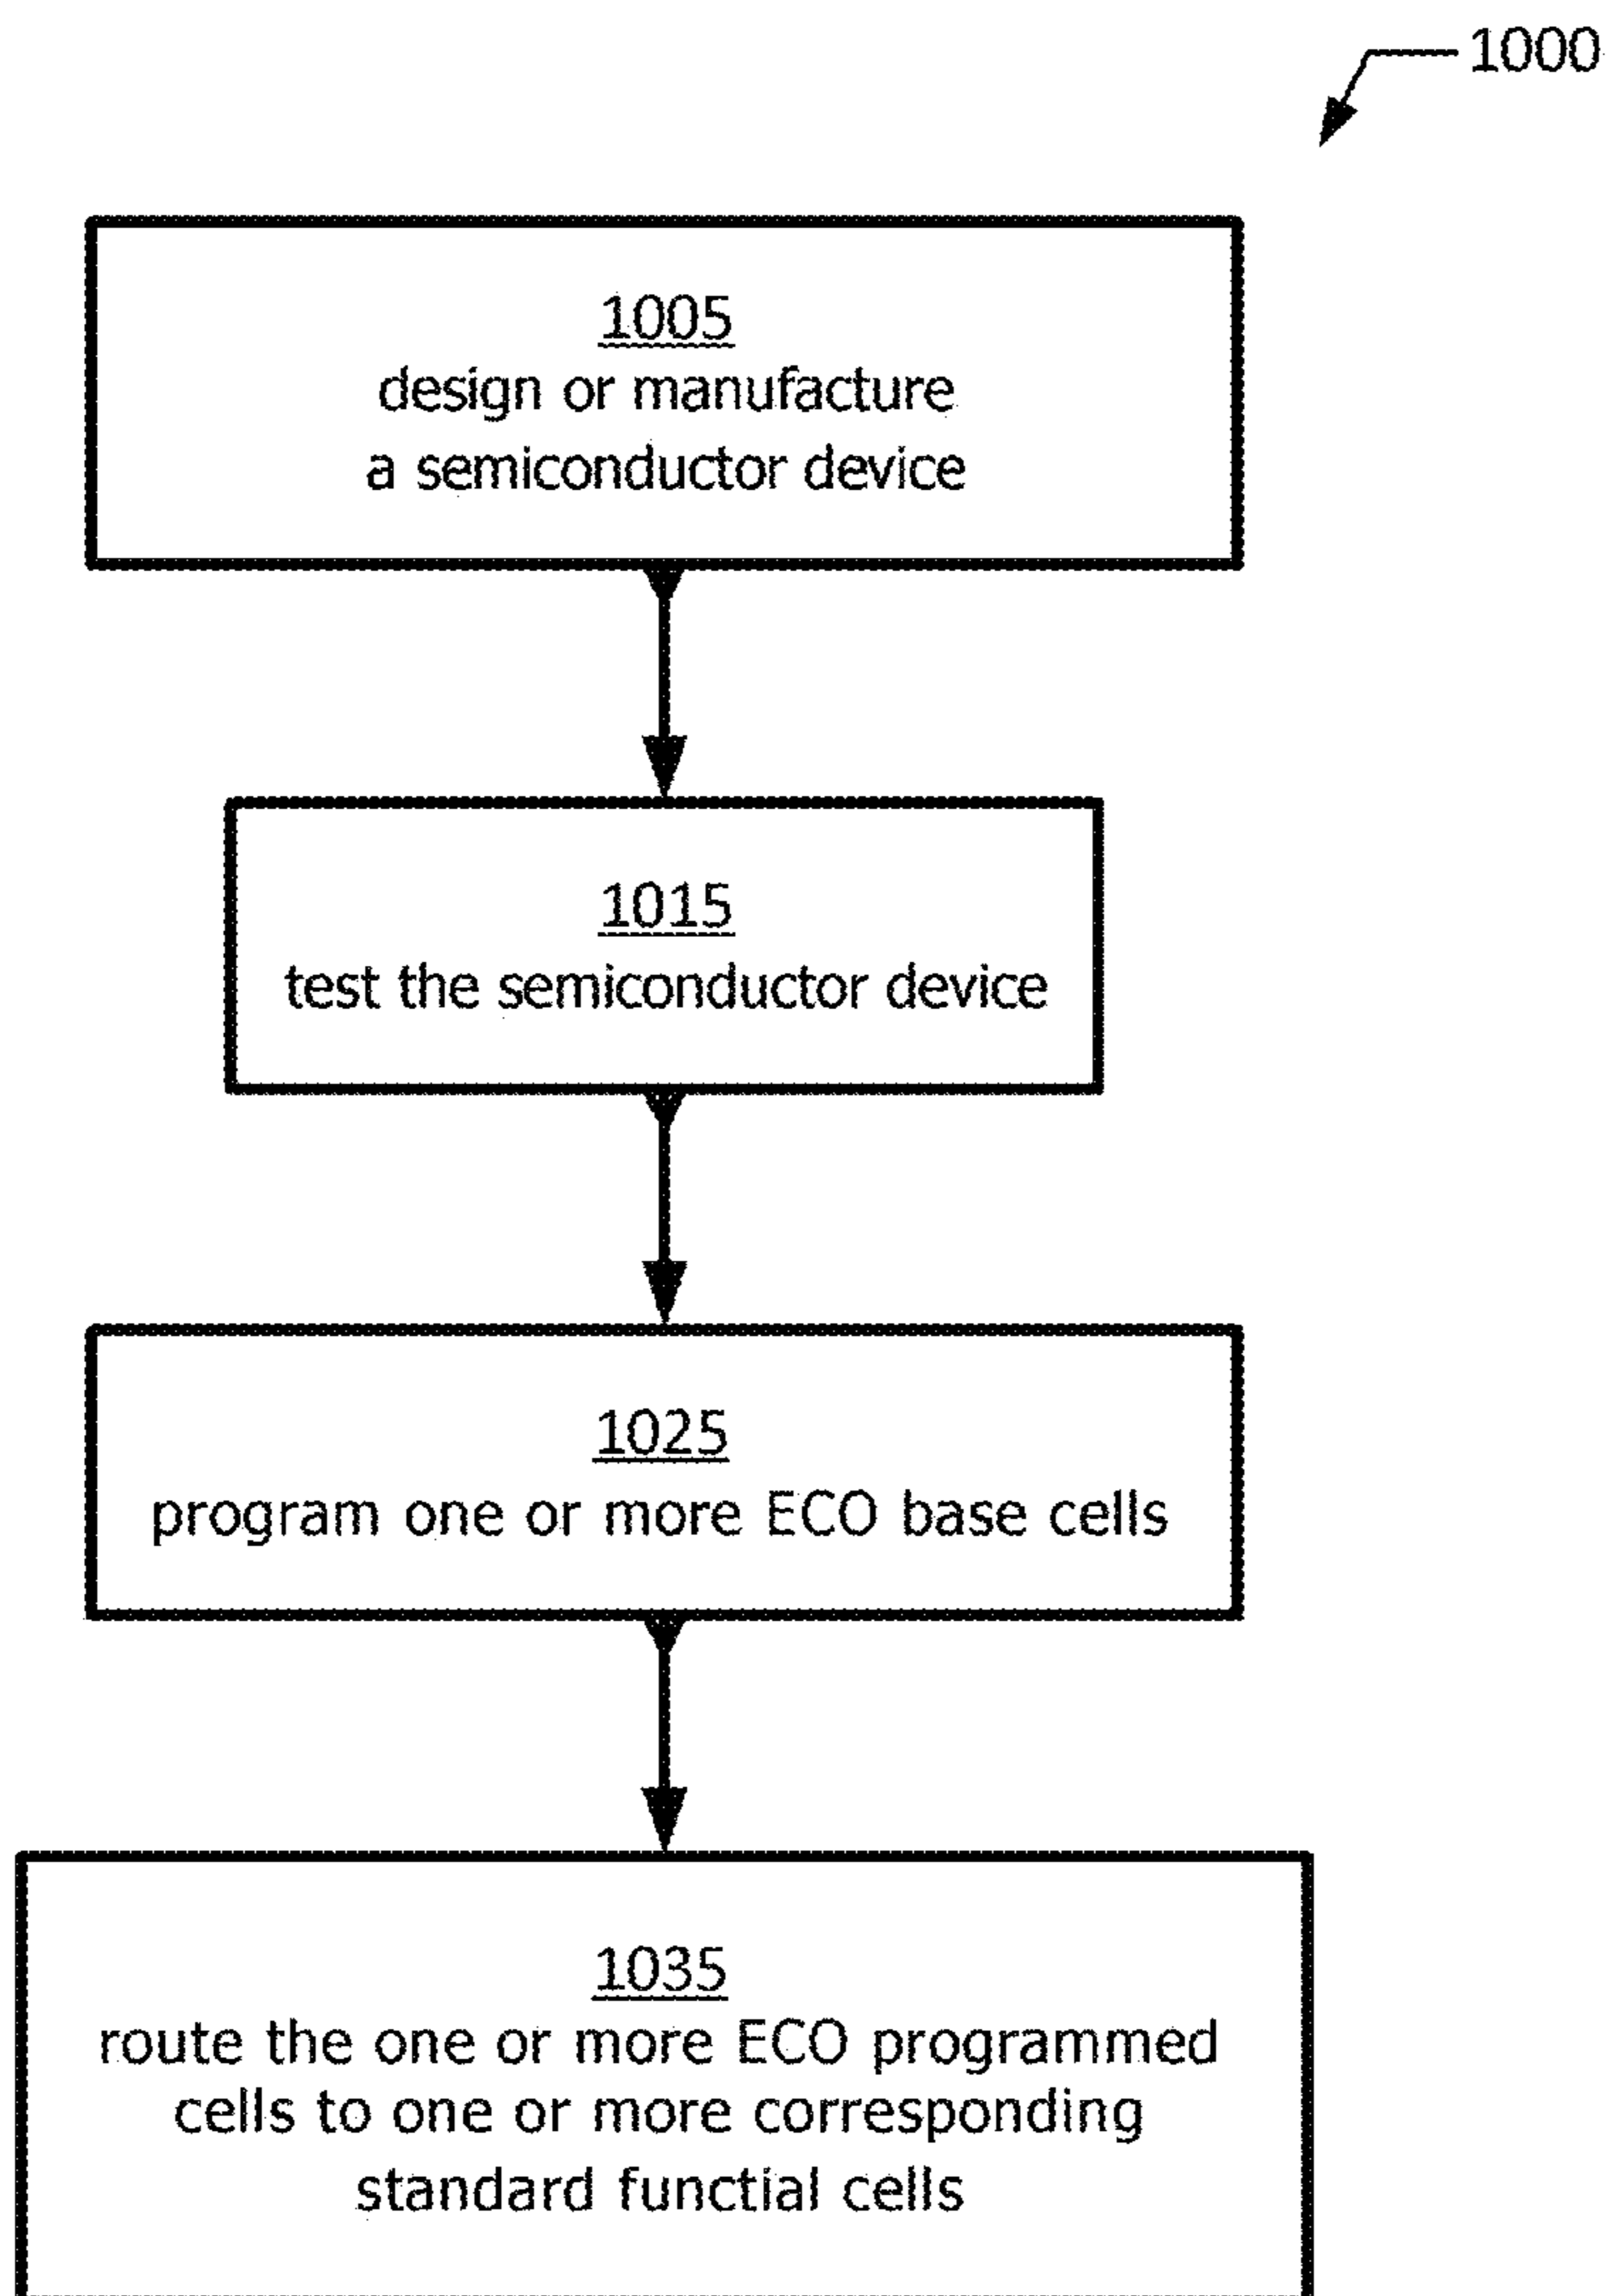 1000
1005
design or manufacture
a semiconductor device
1015
test the semiconductor device
1025
program one or more ECO base cells
1035
route the one or more ECO programmed
cells to one or more corresponding
standard functial cells